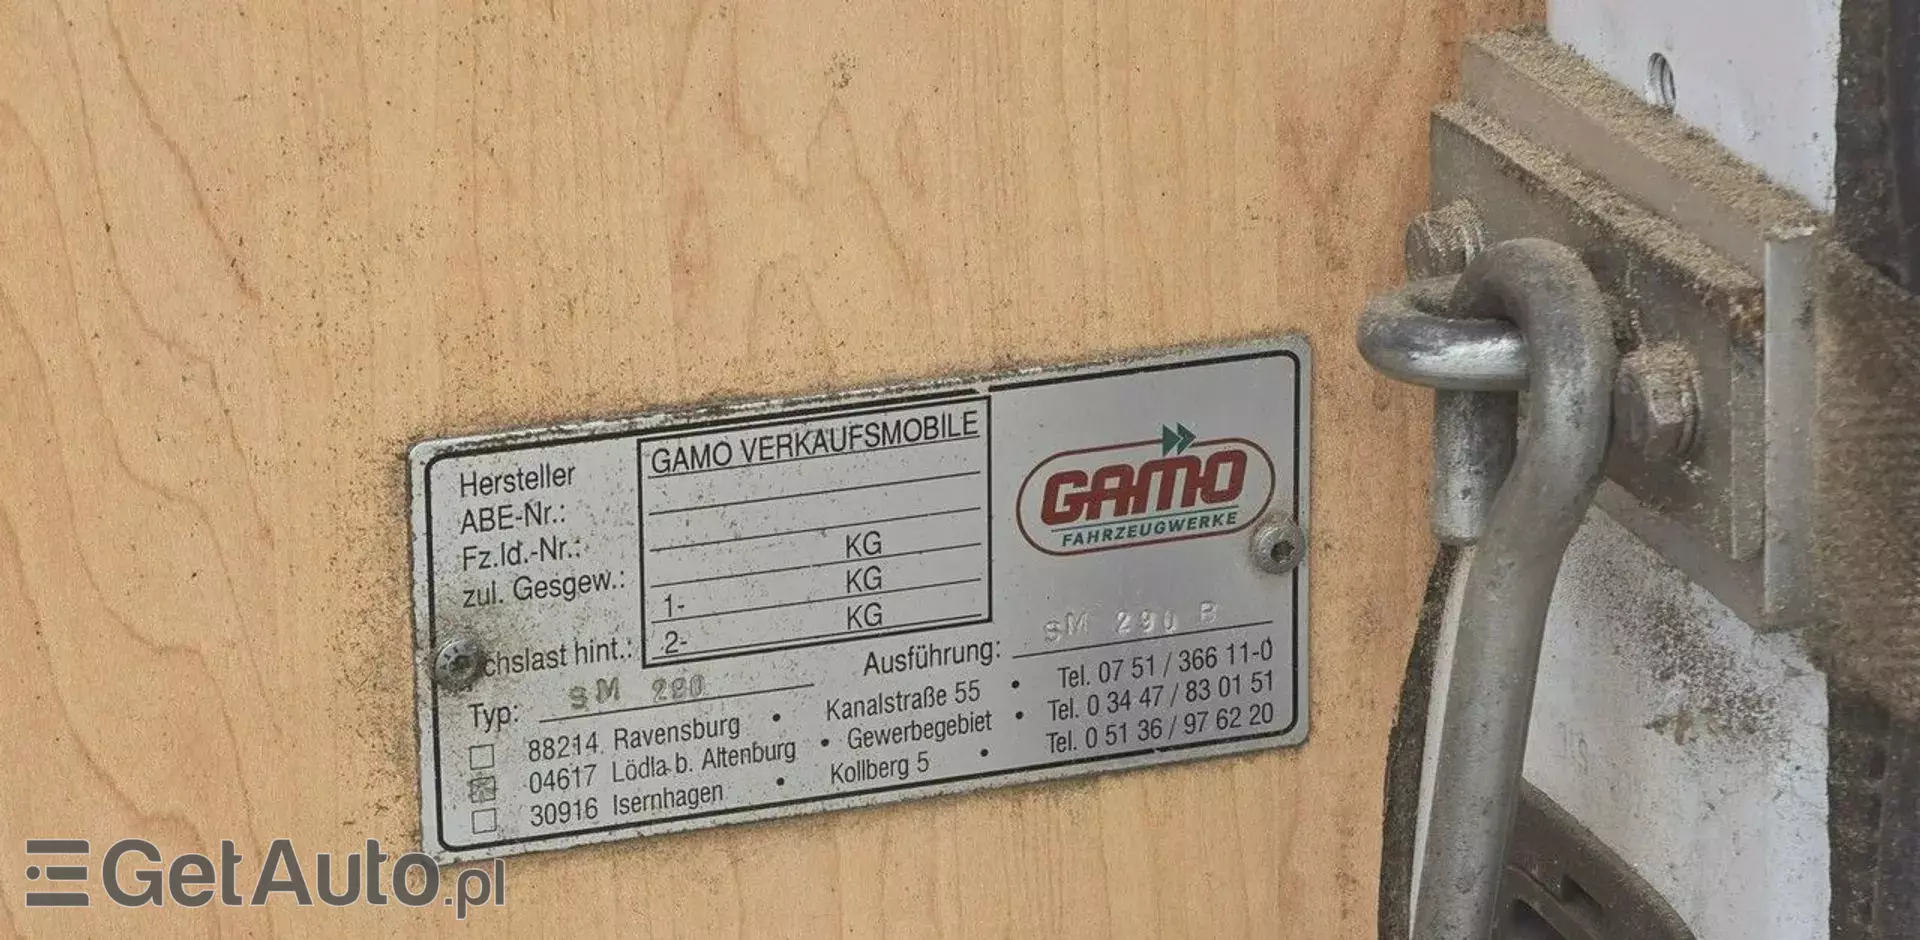 Hersteller GAMO VERKAUFSMOBILE
ABE-Nr.:
Fz.Id.-Nr.:
zul. Gesgew.: KG
1- KG
chslast hint.: 2- KG
GAMO
FAHRZEUGWERKE
Typ: SM 290 Ausführung: SM 290 B
88214 Ravensburg • Kanalstraße 55 • Tel. 07 51 / 366 11-0
04617 Lödla b. Altenburg • Gewerbegebiet • Tel. 0 34 47 / 83 01 51
30916 Isernhagen • Kollberg 5 • Tel. 0 51 36 / 97 62 20
GetAuto.pl